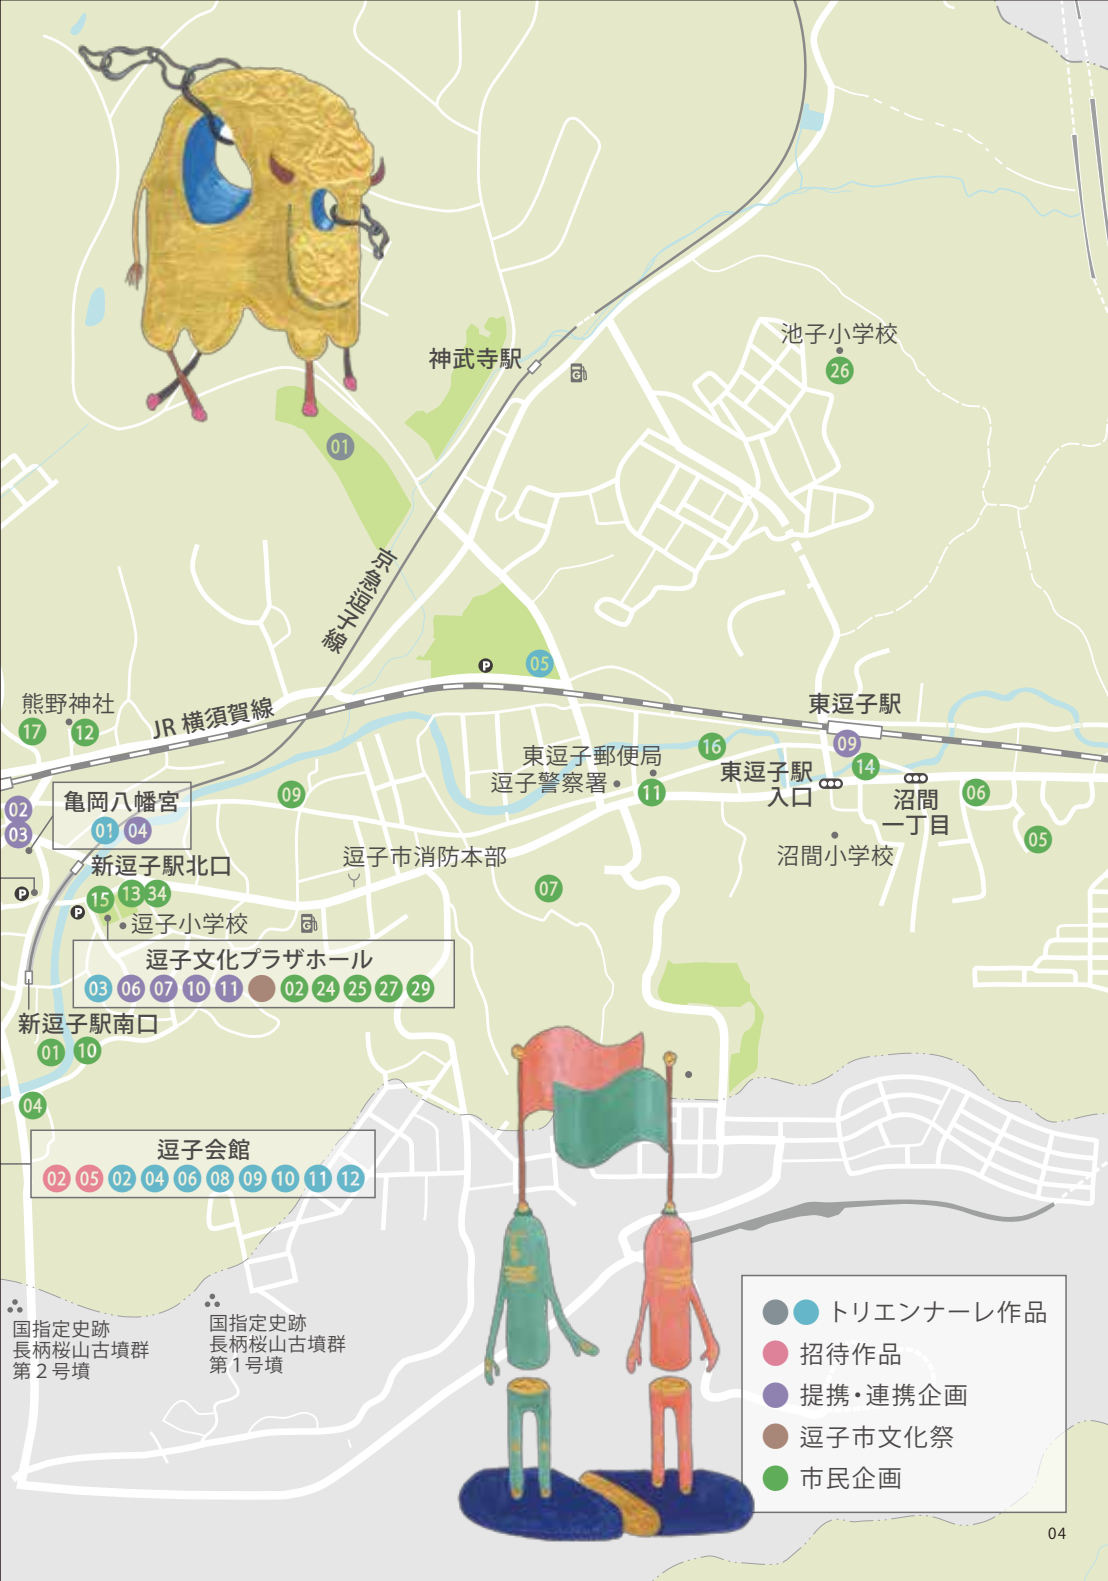 池子小学校
26
神武寺駅
G
01
京急逗子線
P
05
熊野神社
17
12
JR 横須賀線
東逗子駅
09
14
16
東逗子郵便局
逗子警察署
11
東逗子駅
入口
沼間
一丁目
06
05
沼間小学校
02
03
亀岡八幡宮
01 04
09
新逗子駅北口
P
P
15 13 34
逗子小学校
G
逗子市消防本部
07
逗子文化プラザホール
03 06 07 10 11 02 24 25 27 29
新逗子駅南口
01 10
04
逗子会館
02 05 02 04 06 08 09 10 11 12
国指定史跡
長柄桜山古墳群
第2号墳
国指定史跡
長柄桜山古墳群
第1号墳
トリエンナーレ作品
招待作品
提携・連携企画
逗子市文化祭
市民企画
04